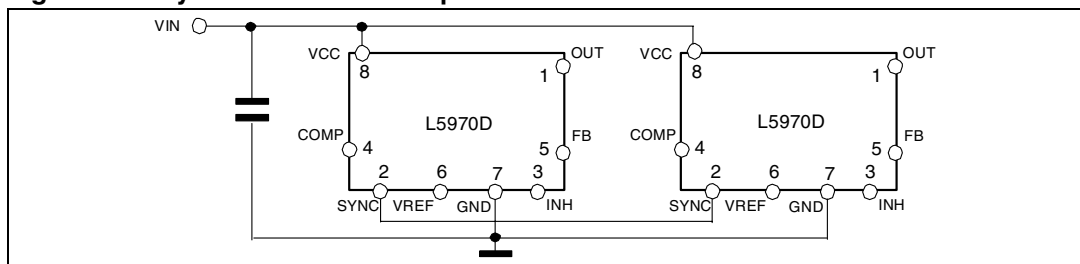 VIN
VCC
8
OUT
1
L5970D
COMP
4
FB
5
2
6
7
3
SYNC
VREF
GND
INH
VCC
8
OUT
1
L5970D
COMP
4
FB
5
2
6
7
3
SYNC
VREF
GND
INH